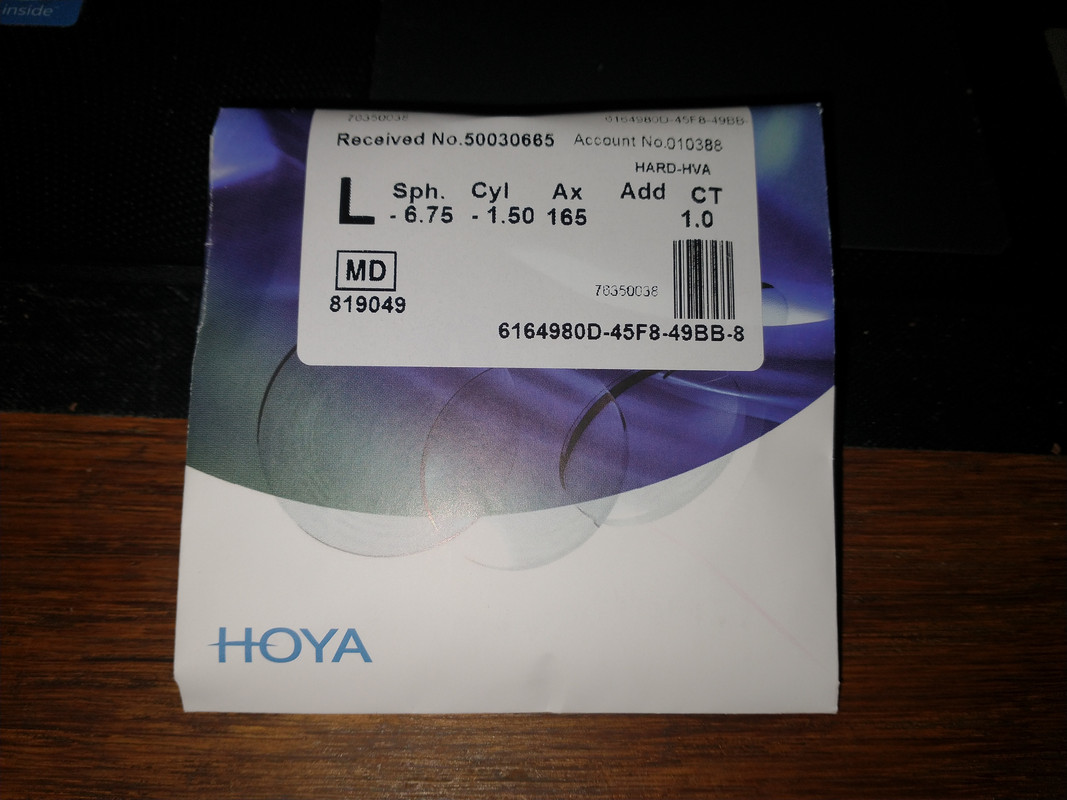 inside™
76350038 6164980D-45F8-49BB-
Received No.50030665 Account No.010388
HARD-HVA
L Sph. Cyl Ax Add CT
- 6.75 - 1.50 165 1.0
MD
76350038
819049
6164980D-45F8-49BB-8
HOYA